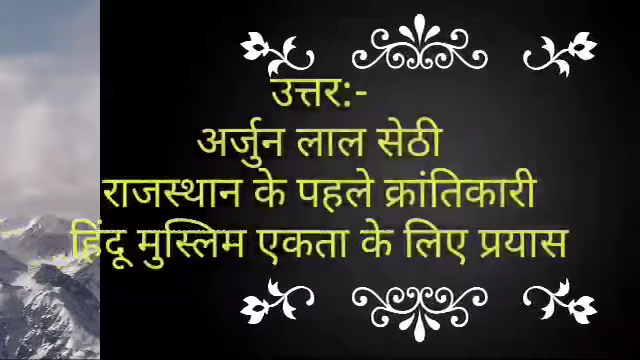 उत्तर:-
अर्जुन लाल सेठी
राजस्थान के पहले क्रांतिकारी
हिंदू मुस्लिम एकता के लिए प्रयास